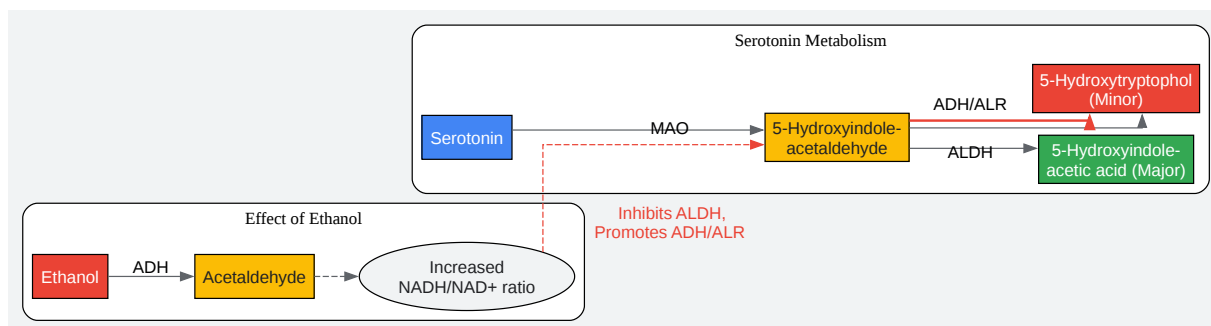 Serotonin Metabolism
5-Hydroxytryptophol
(Minor)
ADH/ALR
Serotonin
MAO
5-Hydroxyindole-
acetaldehyde
ALDH
5-Hydroxyindole-
acetic acid (Major)
Effect of Ethanol
Inhibits ALDH,
Promotes ADH/ALR
Ethanol
ADH
Acetaldehyde
Increased
NADH/NAD+ ratio